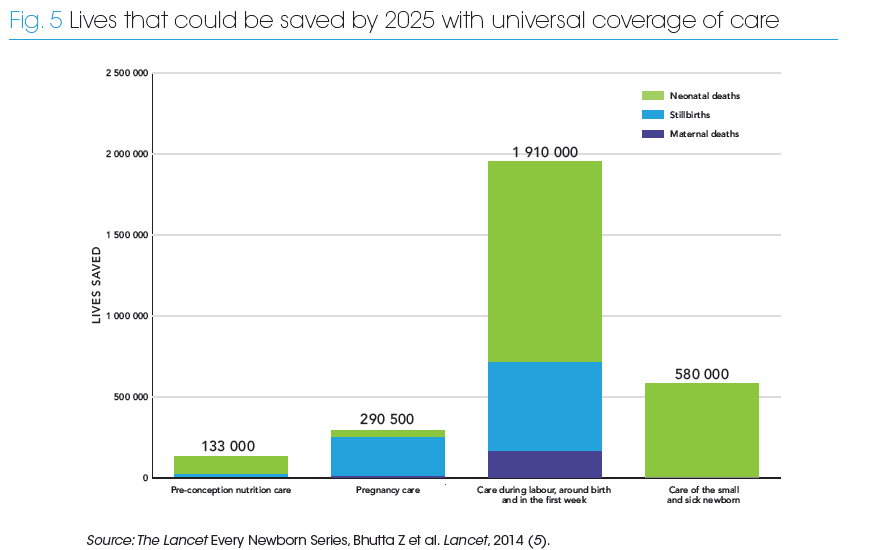 Fig. 5 Lives that could be saved by 2025 with universal coverage of care
2 500 000
Neonatal deaths
Stillbirths
Maternal deaths
2 000 000
1 910 000
1 500 000
LIVES SAVED
1 000 000
580 000
500 000
290 500
133 000
0
Pre-conception nutrition care
Pregnancy care
Care during labour, around birth
and in the first week
Care of the small
and sick newborn
Source: The Lancet Every Newborn Series, Bhutta Z et al. Lancet, 2014 (5).